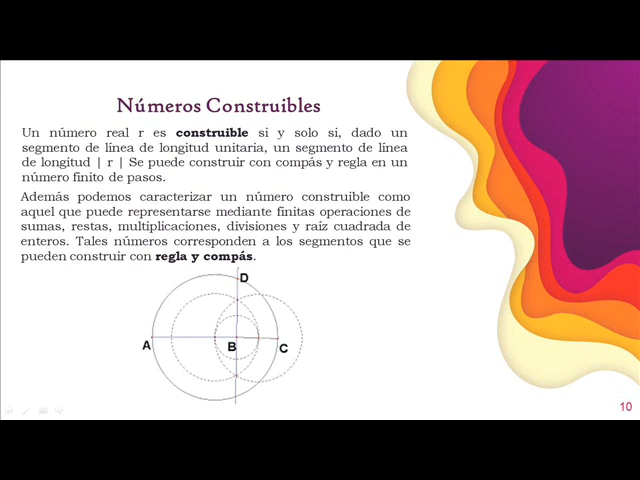 Números Construibles
Un número real r es construible si y solo si, dado un
segmento de línea de longitud unitaria, un segmento de línea
de longitud | r | Se puede construir con compás y regla en un
número finito de pasos.
Además podemos caracterizar un número construible como
aquel que puede representarse mediante finitas operaciones de
sumas, restas, multiplicaciones, divisiones y raíz cuadrada de
enteros. Tales números corresponden a los segmentos que se
pueden construir con regla y compás.
D
A
B
C
10